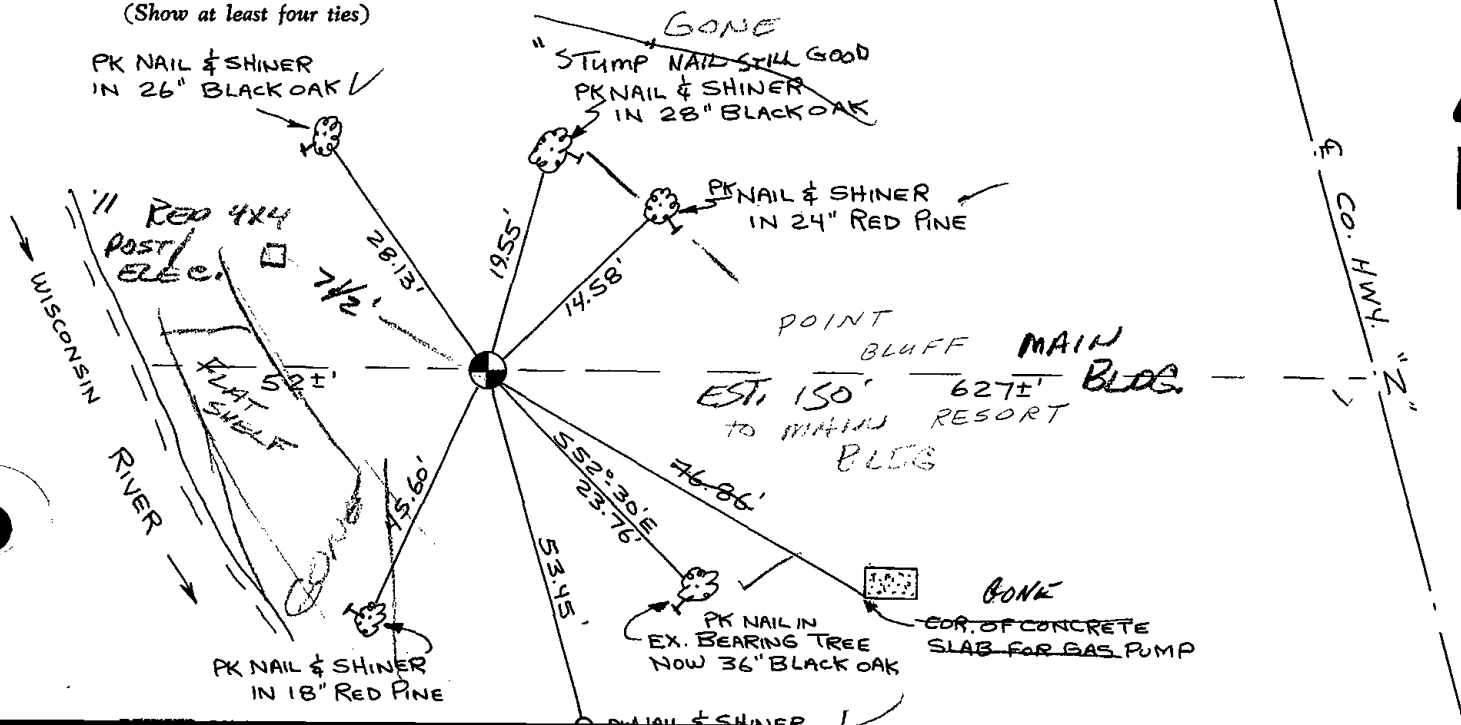 (Show at least four ties)
GONE
"STUMP" NAIL STILL GOOD
PK NAIL & SHINER
IN 26" BLACK OAK
PK NAIL & SHINER
IN 28" BLACK OAK
PK NAIL & SHINER
IN 24" RED PINE
RED 4X4
POST/
ELEC.
7 1/2'
28.13'
19.55'
14.58'
WISCONSIN
RIVER
℄ CO. HWY. "Z"
POINT
BLUFF
MAIN
BLDG.
52±'
EST. 150'
627±'
TO MAIN RESORT
BLDG
FLAT
SHELF
GONE
45.60'
S52°30'E
23.76'
76.86'
53.45'
GONE
COR. OF CONCRETE
SLAB FOR GAS PUMP
PK NAIL IN
EX. BEARING TREE
NOW 36" BLACK OAK
PK NAIL & SHINER
IN 18" RED PINE
PK NAIL & SHINER